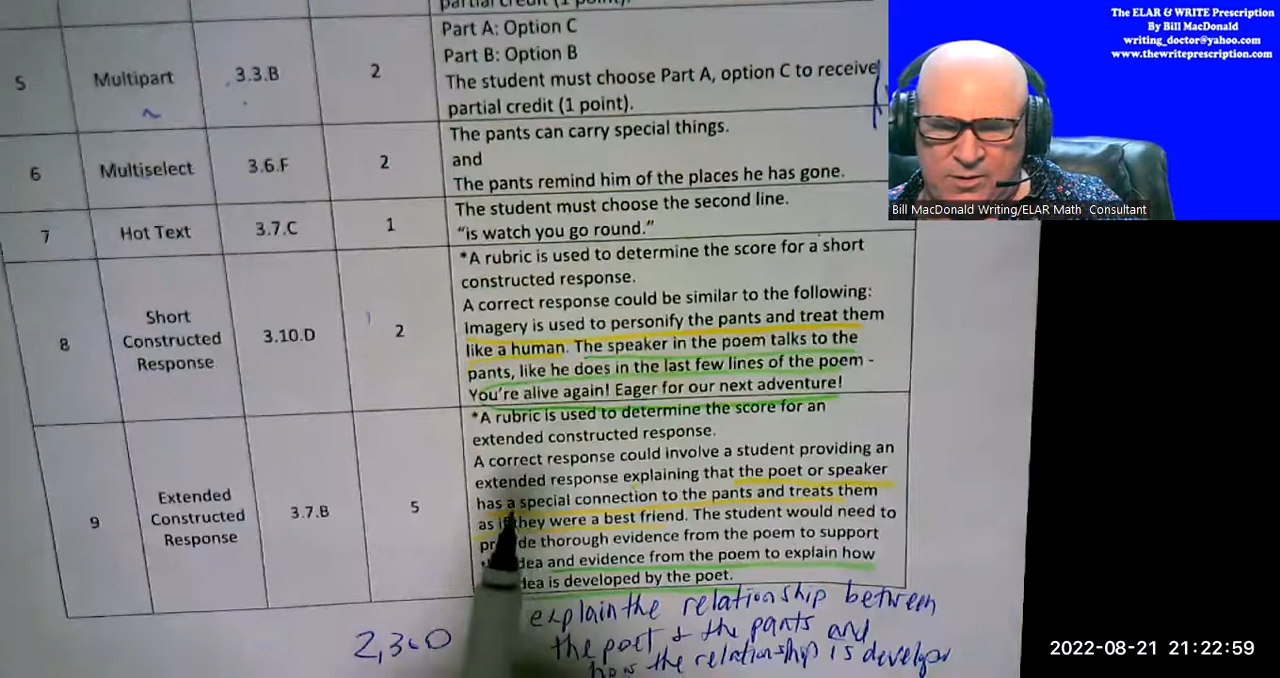 partial credit (1 point).
5
Multipart
3.3.B
2
Part A: Option C
Part B: Option B
The student must choose Part A, option C to receive
partial credit (1 point).
6
Multiselect
3.6.F
2
The pants can carry special things.
and
The pants remind him of the places he has gone.
7
Hot Text
3.7.C
1
The student must choose the second line.
"is watch you go round."
8
Short
Constructed
Response
3.10.D
2
*A rubric is used to determine the score for a short
constructed response.
A correct response could be similar to the following:
Imagery is used to personify the pants and treat them
like a human. The speaker in the poem talks to the
pants, like he does in the last few lines of the poem -
You're alive again! Eager for our next adventure!
9
Extended
Constructed
Response
3.7.B
5
*A rubric is used to determine the score for an
extended constructed response.
A correct response could involve a student providing an
extended response explaining that the poet or speaker
has a special connection to the pants and treats them
as if they were a best friend. The student would need to
thorough evidence from the poem to support
and evidence from the poem to explain how
is developed by the poet.
explain the relationship between
the poet & the pants and
how the relationship is
The ELAR & WRITE Prescription
By Bill MacDonald
writing_doctor@yahoo.com
www.thewriteprescription.com
Bill MacDonald Writing/ELAR Math Consultant
2022-08-21 21:22:59